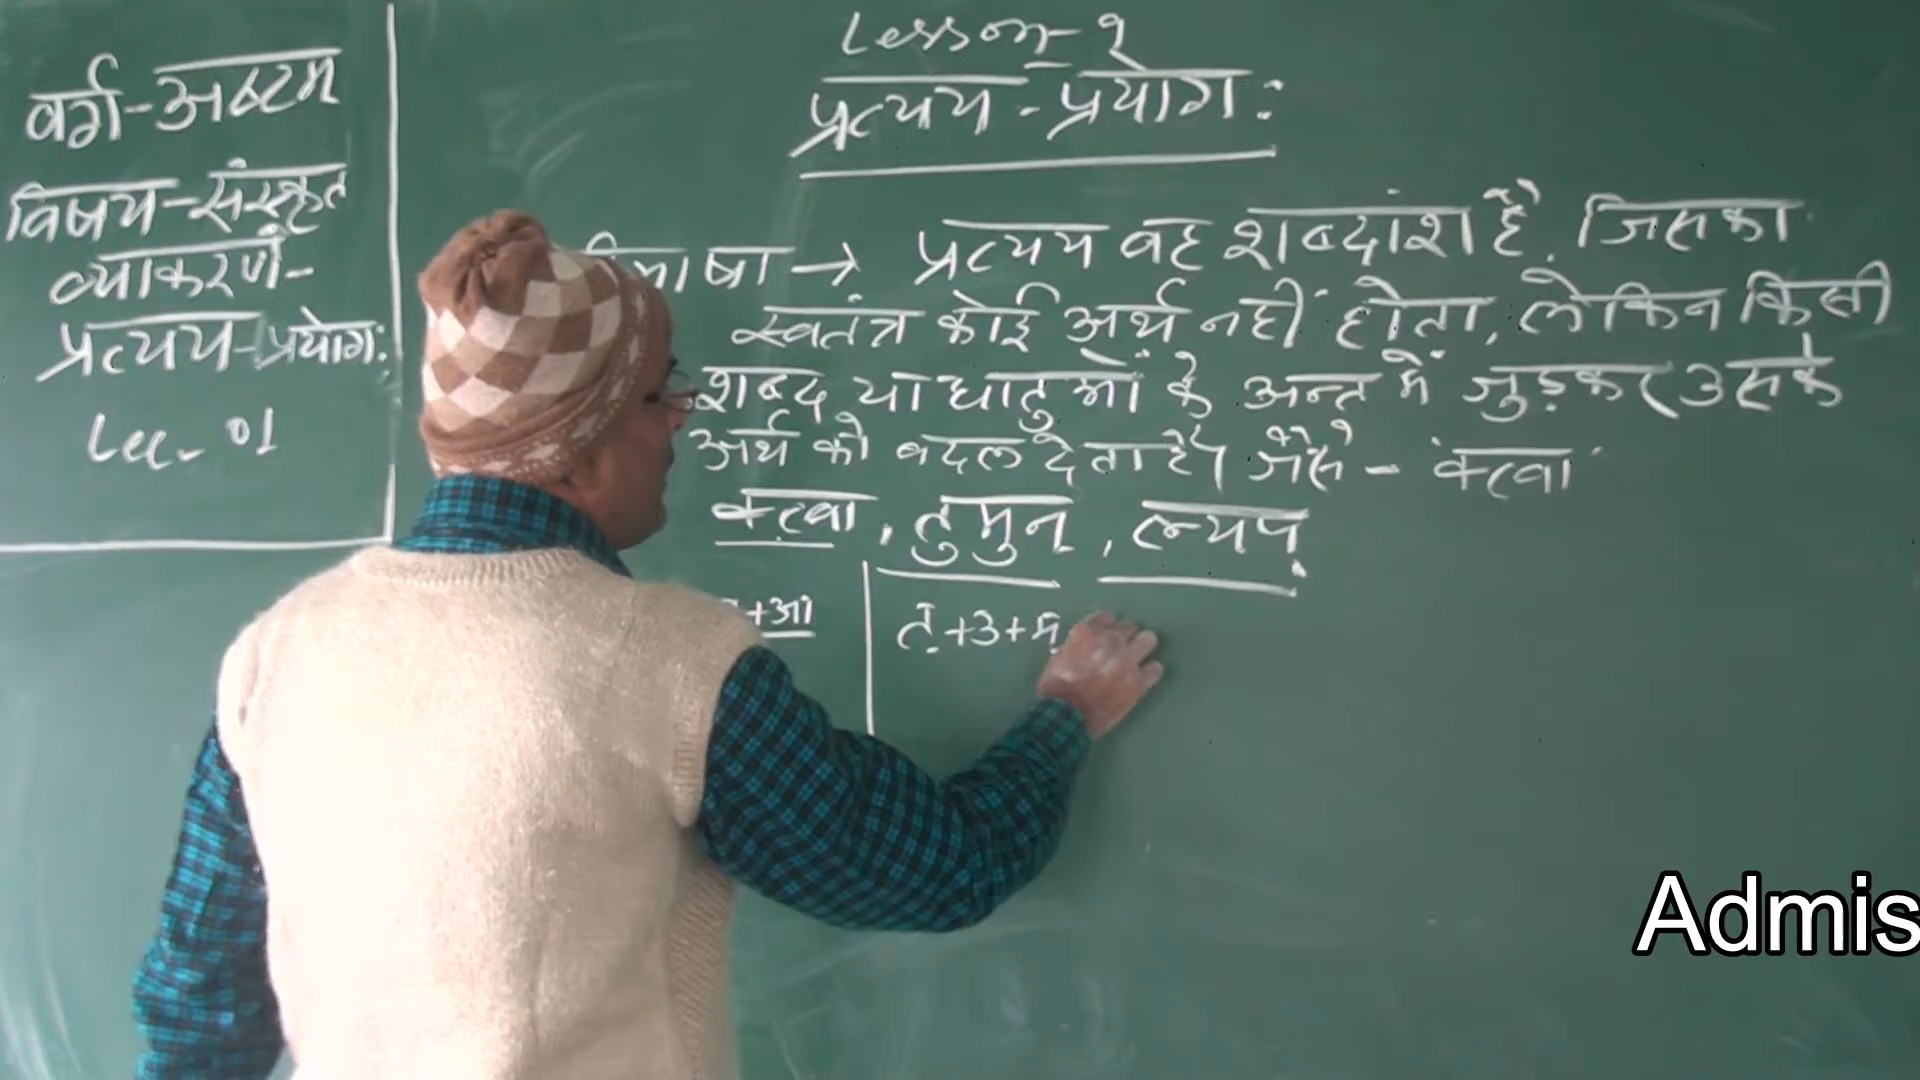 वर्ग-अष्टम
विषय-संस्कृत
व्याकरण-
प्रत्यय-प्रयोग:
Lec-01
Lesson-१
प्रत्यय-प्रयोग:
→ प्रत्यय वह शब्दांश है. जिसका
स्वतंत्र कोई अर्थ नहीं होता, लेकिन किसी
शब्द या धातुओं के अन्त में जुड़कर उसके
अर्थ को बदल देता है। जैसे - क्त्वा
क्त्वा, तुमुन्, ल्यप्
+आ
त्+उ+म्
Admis